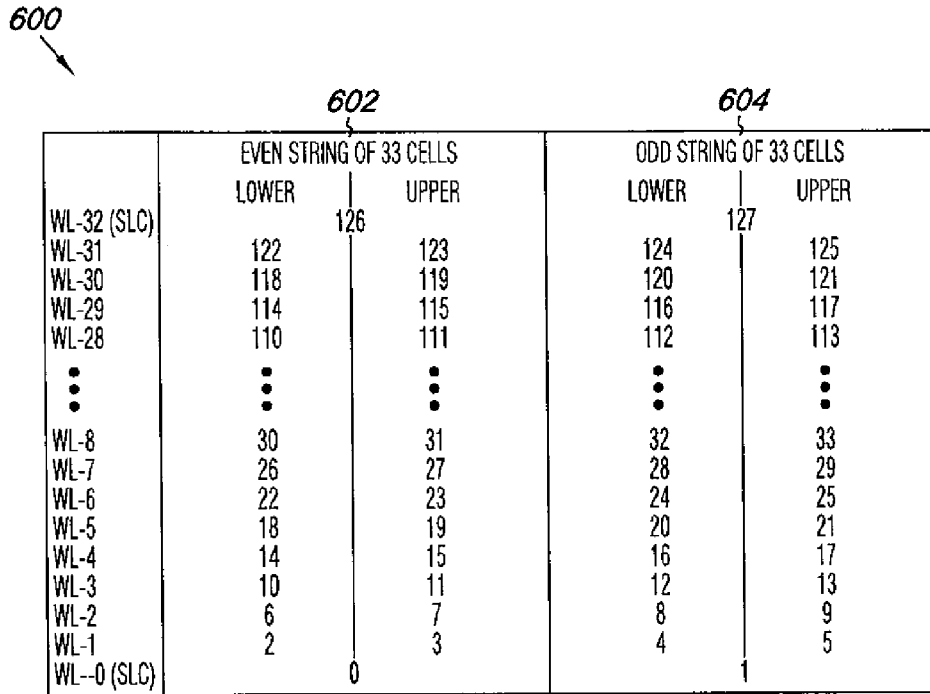 600
602 604
EVEN STRING OF 33 CELLS ODD STRING OF 33 CELLS
LOWER UPPER LOWER UPPER
WL-32 (SLC) 126 127
WL-31 122 123 124 125
WL-30 118 119 120 121
WL-29 114 115 116 117
WL-28 110 111 112 113
WL-8 30 31 32 33
WL-7 26 27 28 29
WL-6 22 23 24 25
WL-5 18 19 20 21
WL-4 14 15 16 17
WL-3 10 11 12 13
WL-2 6 7 8 9
WL-1 2 3 4 5
WL--0 (SLC) 0 1